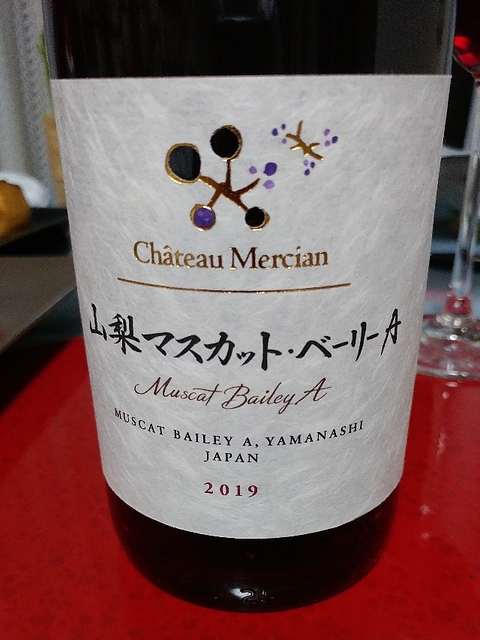 Château Mercian
山梨マスカット・ベーリーA
Muscat Bailey A
MUSCAT BAILEY A, YAMANASHI
JAPAN
2019